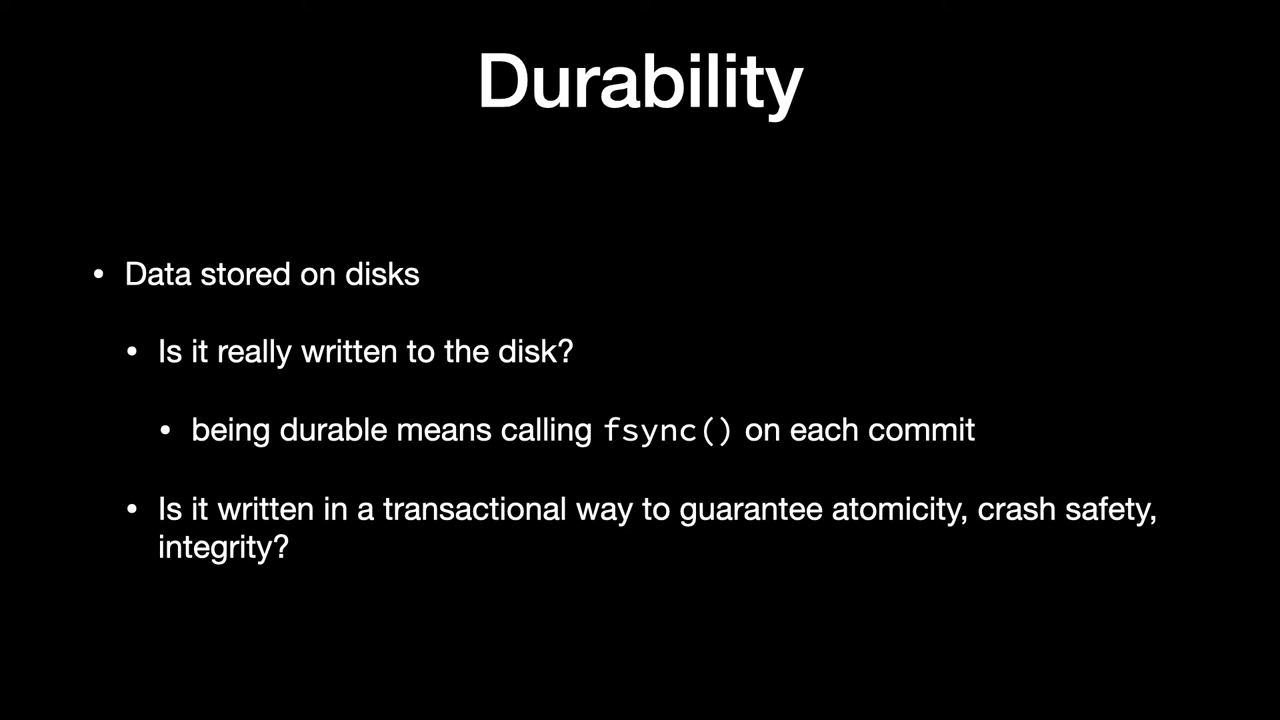 Durability
• Data stored on disks
• Is it really written to the disk?
• being durable means calling fsync() on each commit
• Is it written in a transactional way to guarantee atomicity, crash safety,
integrity?